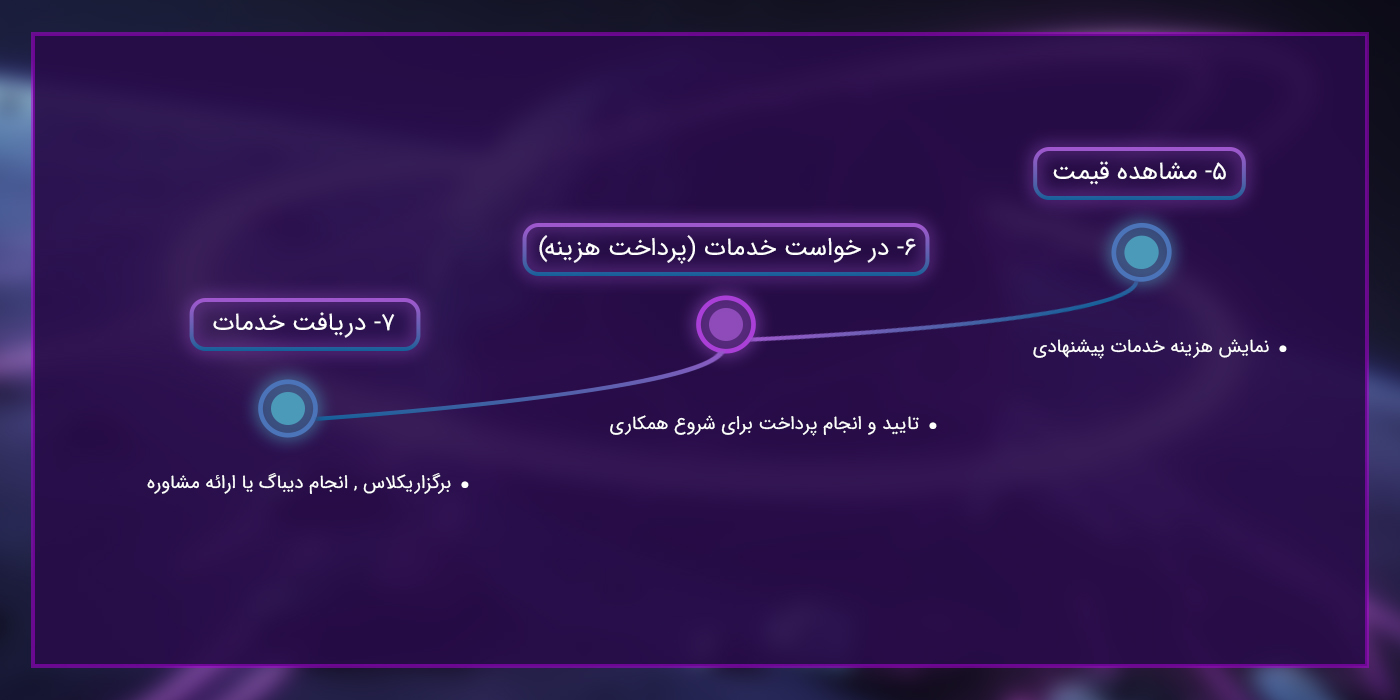 ۵- مشاهده قیمت
نمایش هزینه خدمات پیشنهادی
۶- در خواست خدمات (پرداخت هزینه)
تایید و انجام پرداخت برای شروع همکاری
۷- دریافت خدمات
برگزاریکلاس , انجام دیباگ یا ارائه مشاوره